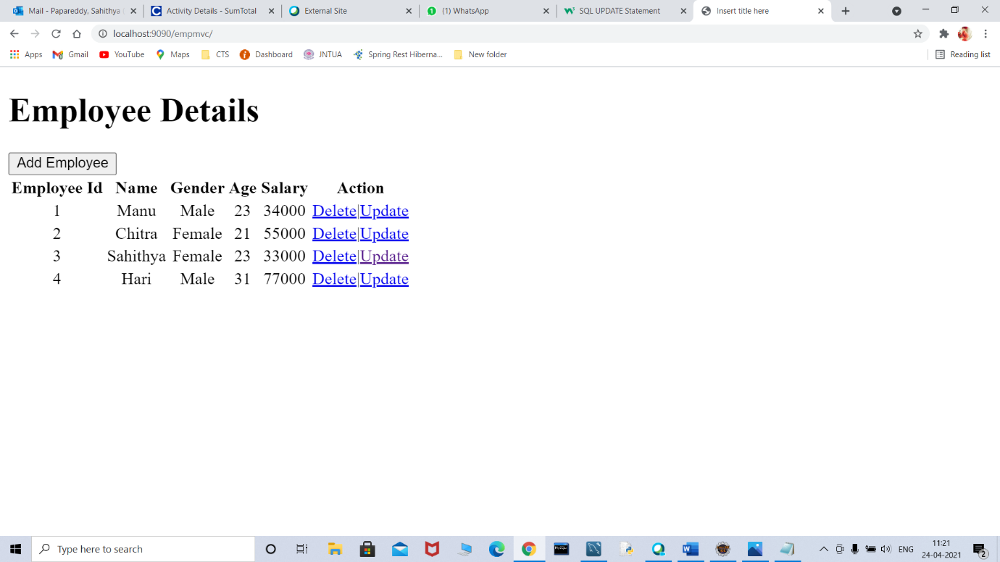 Mail - Papareddy, Sahithya Activity Details - SumTotal External Site (1) WhatsApp SQL UPDATE Statement Insert title here
localhost:9090/empmvc/
Apps Gmail YouTube Maps CTS Dashboard JNTUA Spring Rest Hiberna... New folder Reading list
Employee Details
Add Employee
Employee Id Name Gender Age Salary Action
1 Manu Male 23 34000 Delete|Update
2 Chitra Female 21 55000 Delete|Update
3 Sahithya Female 23 33000 Delete|Update
4 Hari Male 31 77000 Delete|Update
Type here to search ENG 11:21
24-04-2021 2